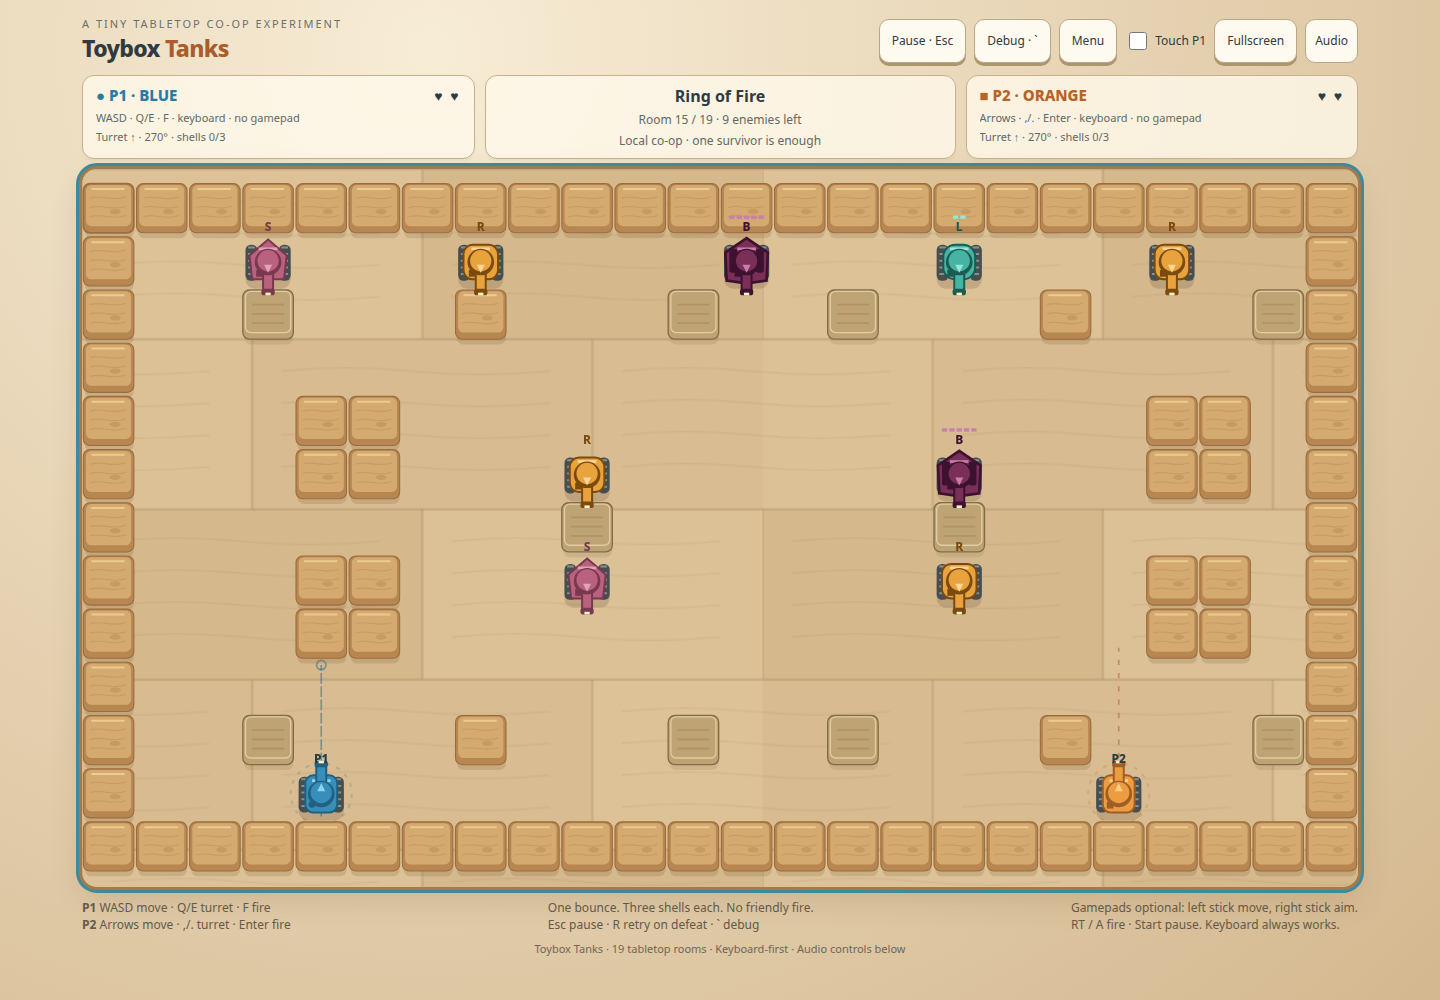 A TINY TABLETOP CO-OP EXPERIMENT
Toybox Tanks
Pause · Esc
Debug · `
Menu
Touch P1
Fullscreen
Audio
● P1 · BLUE
♥ ♥
WASD · Q/E · F · keyboard · no gamepad
Turret ↑ · 270° · shells 0/3
Ring of Fire
Room 15 / 19 · 9 enemies left
Local co-op · one survivor is enough
■ P2 · ORANGE
♥ ♥
Arrows · ,/. · Enter · keyboard · no gamepad
Turret ↑ · 270° · shells 0/3
S
R
B
L
R
R
B
S
R
P1
P2
P1 WASD move · Q/E turret · F fire
P2 Arrows move · ,/. turret · Enter fire
One bounce. Three shells each. No friendly fire.
Esc pause · R retry on defeat · ` debug
Gamepads optional: left stick move, right stick aim.
RT / A fire · Start pause. Keyboard always works.
Toybox Tanks · 19 tabletop rooms · Keyboard-first · Audio controls below